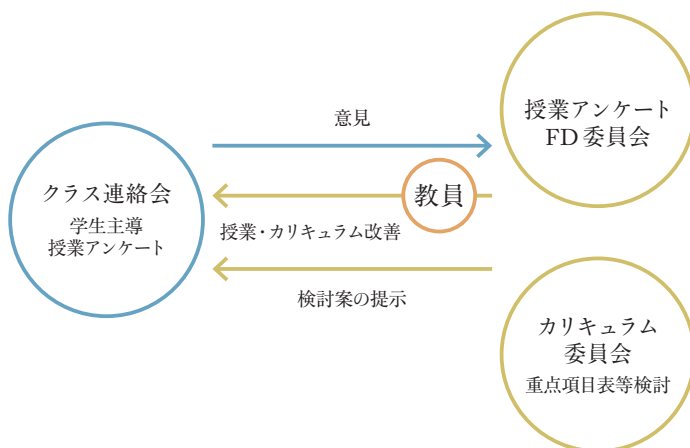 クラス連絡会
学生主導
授業アンケート
意見
教員
授業・カリキュラム改善
検討案の提示
授業アンケート
FD委員会
カリキュラム
委員会
重点項目表等検討